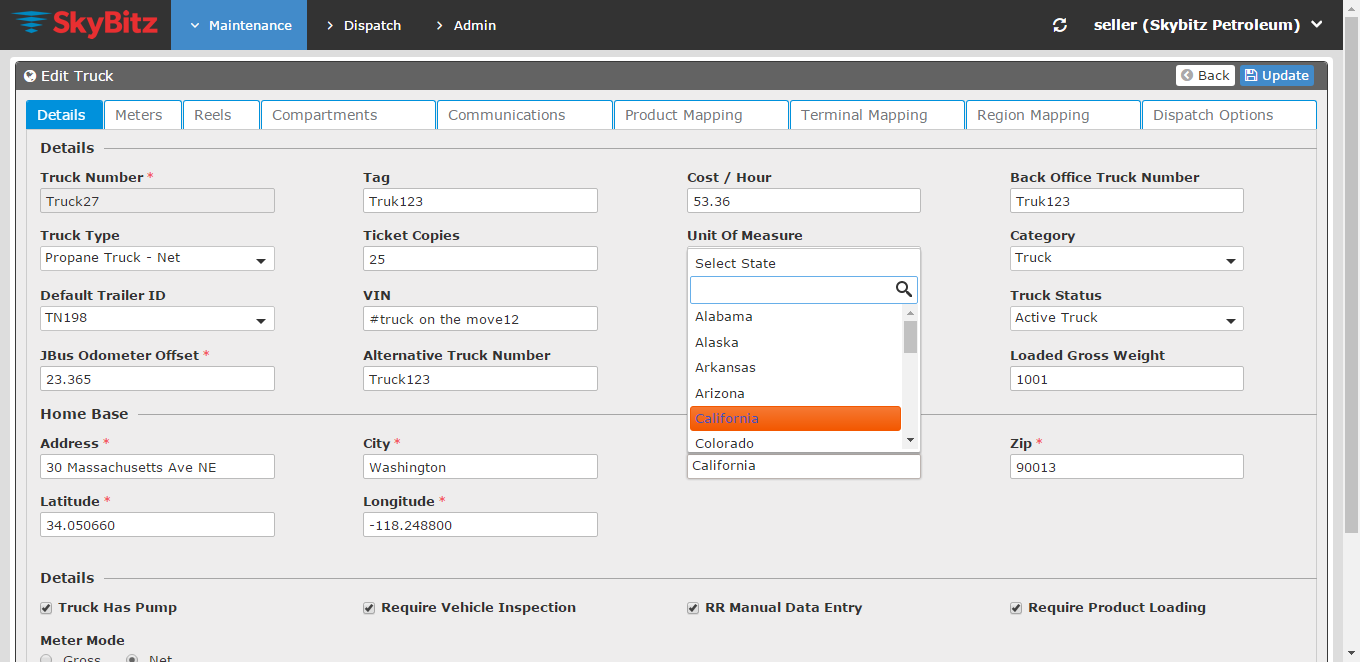 SkyBitz
Maintenance
Dispatch
Admin
seller (Skybitz Petroleum)
Edit Truck
Back
Update
Details
Meters
Reels
Compartments
Communications
Product Mapping
Terminal Mapping
Region Mapping
Dispatch Options
Details
Truck Number *
Tag
Cost / Hour
Back Office Truck Number
Truck27
Truk123
53.36
Truk123
Truck Type
Ticket Copies
Unit Of Measure
Category
Propane Truck - Net
25
Truck
Select State
Default Trailer ID
VIN
Truck Status
TN198
#truck on the move12
Active Truck
Alabama
Alaska
Arkansas
Arizona
California
Colorado
JBus Odometer Offset *
Alternative Truck Number
Loaded Gross Weight
23.365
Truck123
1001
Home Base
Address *
City *
Zip *
30 Massachusetts Ave NE
Washington
California
90013
Latitude *
Longitude *
34.050660
-118.248800
Details
Truck Has Pump
Require Vehicle Inspection
RR Manual Data Entry
Require Product Loading
Meter Mode
Gross
Net